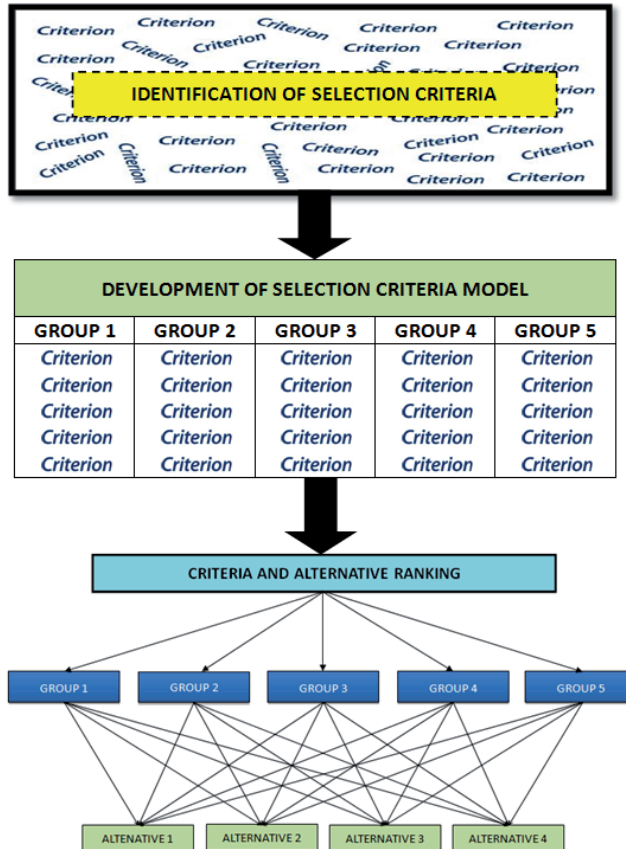 Criterion Criterion Criterion Criterion Criterion
Criterion Criterion Criterion Criterion Criterion
Criterion Criterion
IDENTIFICATION OF SELECTION CRITERIA
Criterion Criterion
Criterion Criterion
Criterion Criterion Criterion Criterion Criterion
Criterion Criterion Criterion Criterion Criterion Criterion
Criterion Criterion
DEVELOPMENT OF SELECTION CRITERIA MODEL
GROUP 1 GROUP 2 GROUP 3 GROUP 4 GROUP 5
Criterion Criterion Criterion Criterion Criterion
Criterion Criterion Criterion Criterion Criterion
Criterion Criterion Criterion Criterion Criterion
Criterion Criterion Criterion Criterion Criterion
Criterion Criterion Criterion Criterion Criterion
CRITERIA AND ALTERNATIVE RANKING
GROUP 1 GROUP 2 GROUP 3 GROUP 4 GROUP 5
ALTENATIVE 1 ALTERNATIVE 2 ALTERNATIVE 3 ALTERNATIVE 4